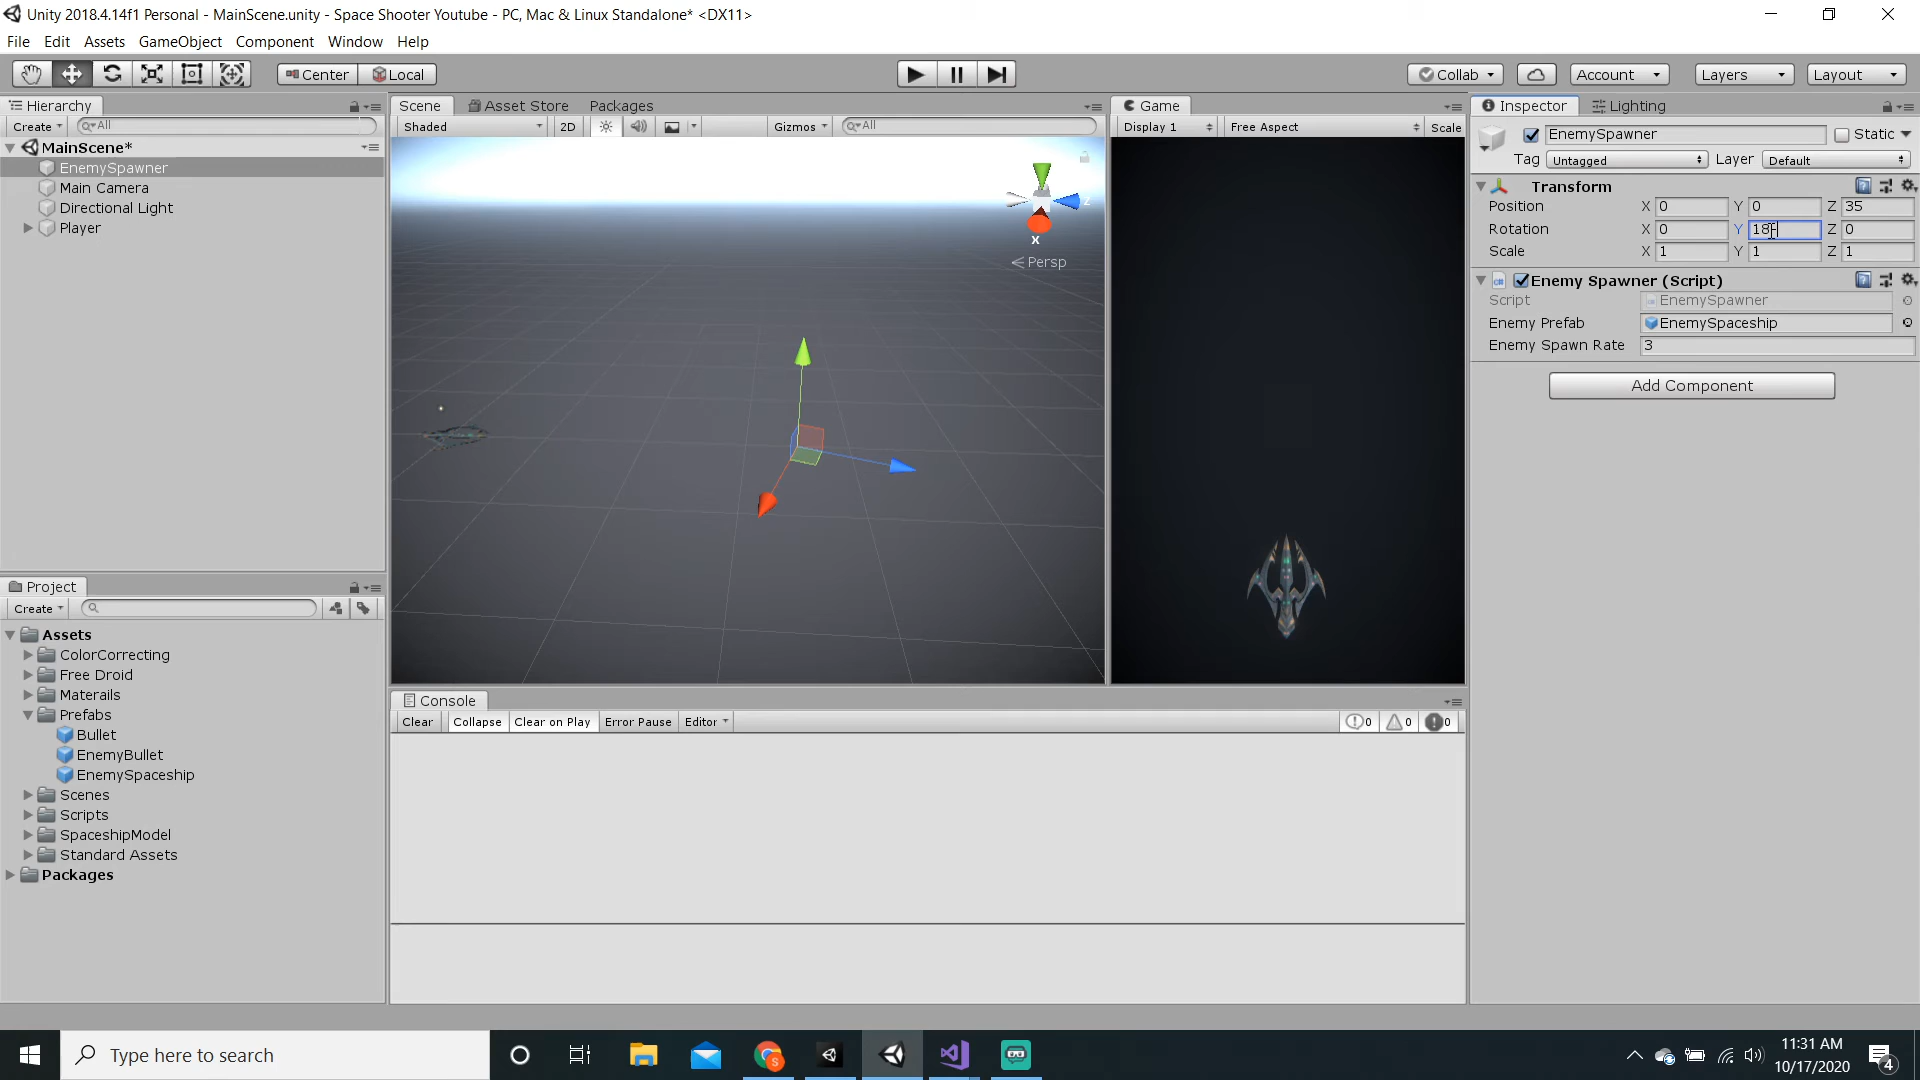 Unity 2018.4.14f1 Personal - MainScene.unity - Space Shooter Youtube - PC, Mac & Linux Standalone* <DX11>
File Edit Assets GameObject Component Window Help
Center Local Collab Account Layers Layout
Hierarchy
Create All
MainScene*
EnemySpawner
Main Camera
Directional Light
Player
Scene Asset Store Packages
Shaded 2D Gizmos All
Persp
x
z
Game
Display 1 Free Aspect Scale
Inspector Lighting
EnemySpawner Static
Tag Untagged Layer Default
Transform
Position X 0 Y 0 Z 35
Rotation X 0 Y 18 Z 0
Scale X 1 Y 1 Z 1
Enemy Spawner (Script)
Script EnemySpawner
Enemy Prefab EnemySpaceship
Enemy Spawn Rate 3
Add Component
Project
Create
Assets
ColorCorrecting
Free Droid
Materails
Prefabs
Bullet
EnemyBullet
EnemySpaceship
Scenes
Scripts
SpaceshipModel
Standard Assets
Packages
Console
Clear Collapse Clear on Play Error Pause Editor 0 0 0
Type here to search
11:31 AM
10/17/2020
4